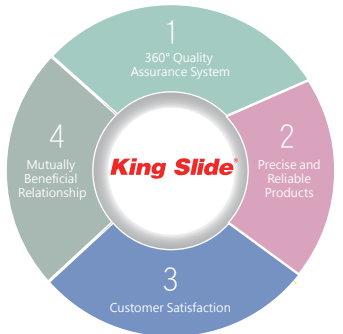 1
360° Quality
Assurance System
2
Precise and
Reliable
Products
3
Customer Satisfaction
4
Mutually
Beneficial
Relationship
King Slide®